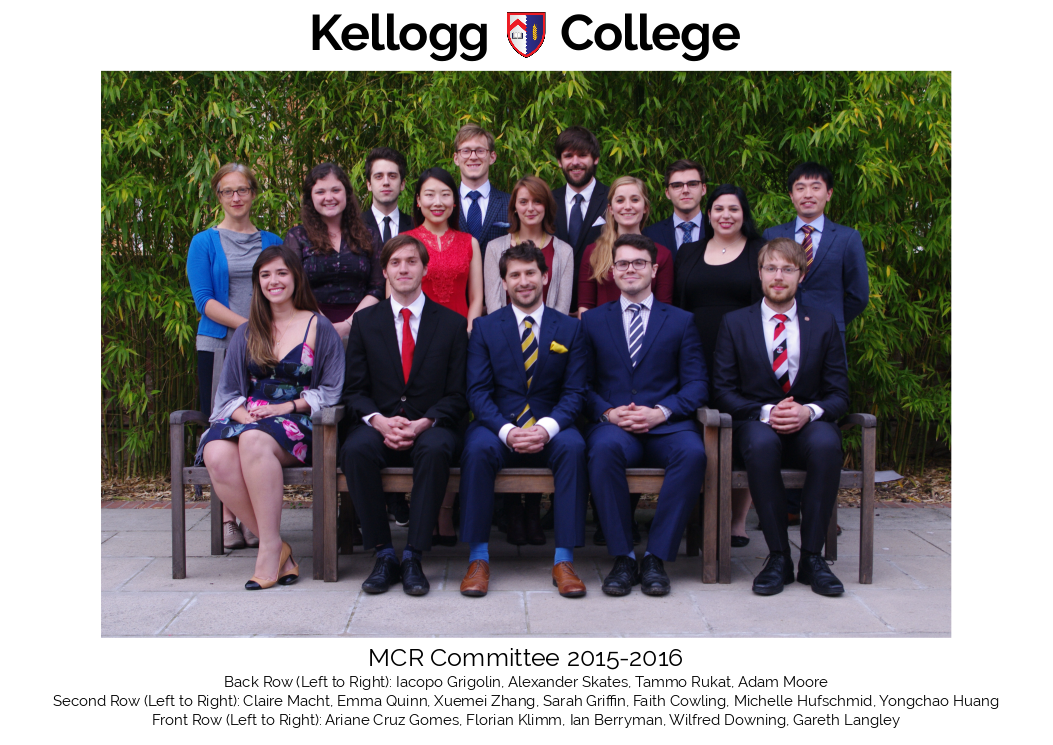 Kellogg College
MCR Committee 2015-2016
Back Row (Left to Right): Iacopo Grigolin, Alexander Skates, Tammo Rukat, Adam Moore
Second Row (Left to Right): Claire Macht, Emma Quinn, Xuemei Zhang, Sarah Griffin, Faith Cowling, Michelle Hufschmid, Yongchao Huang
Front Row (Left to Right): Ariane Cruz Gomes, Florian Klimm, Ian Berryman, Wilfred Downing, Gareth Langley